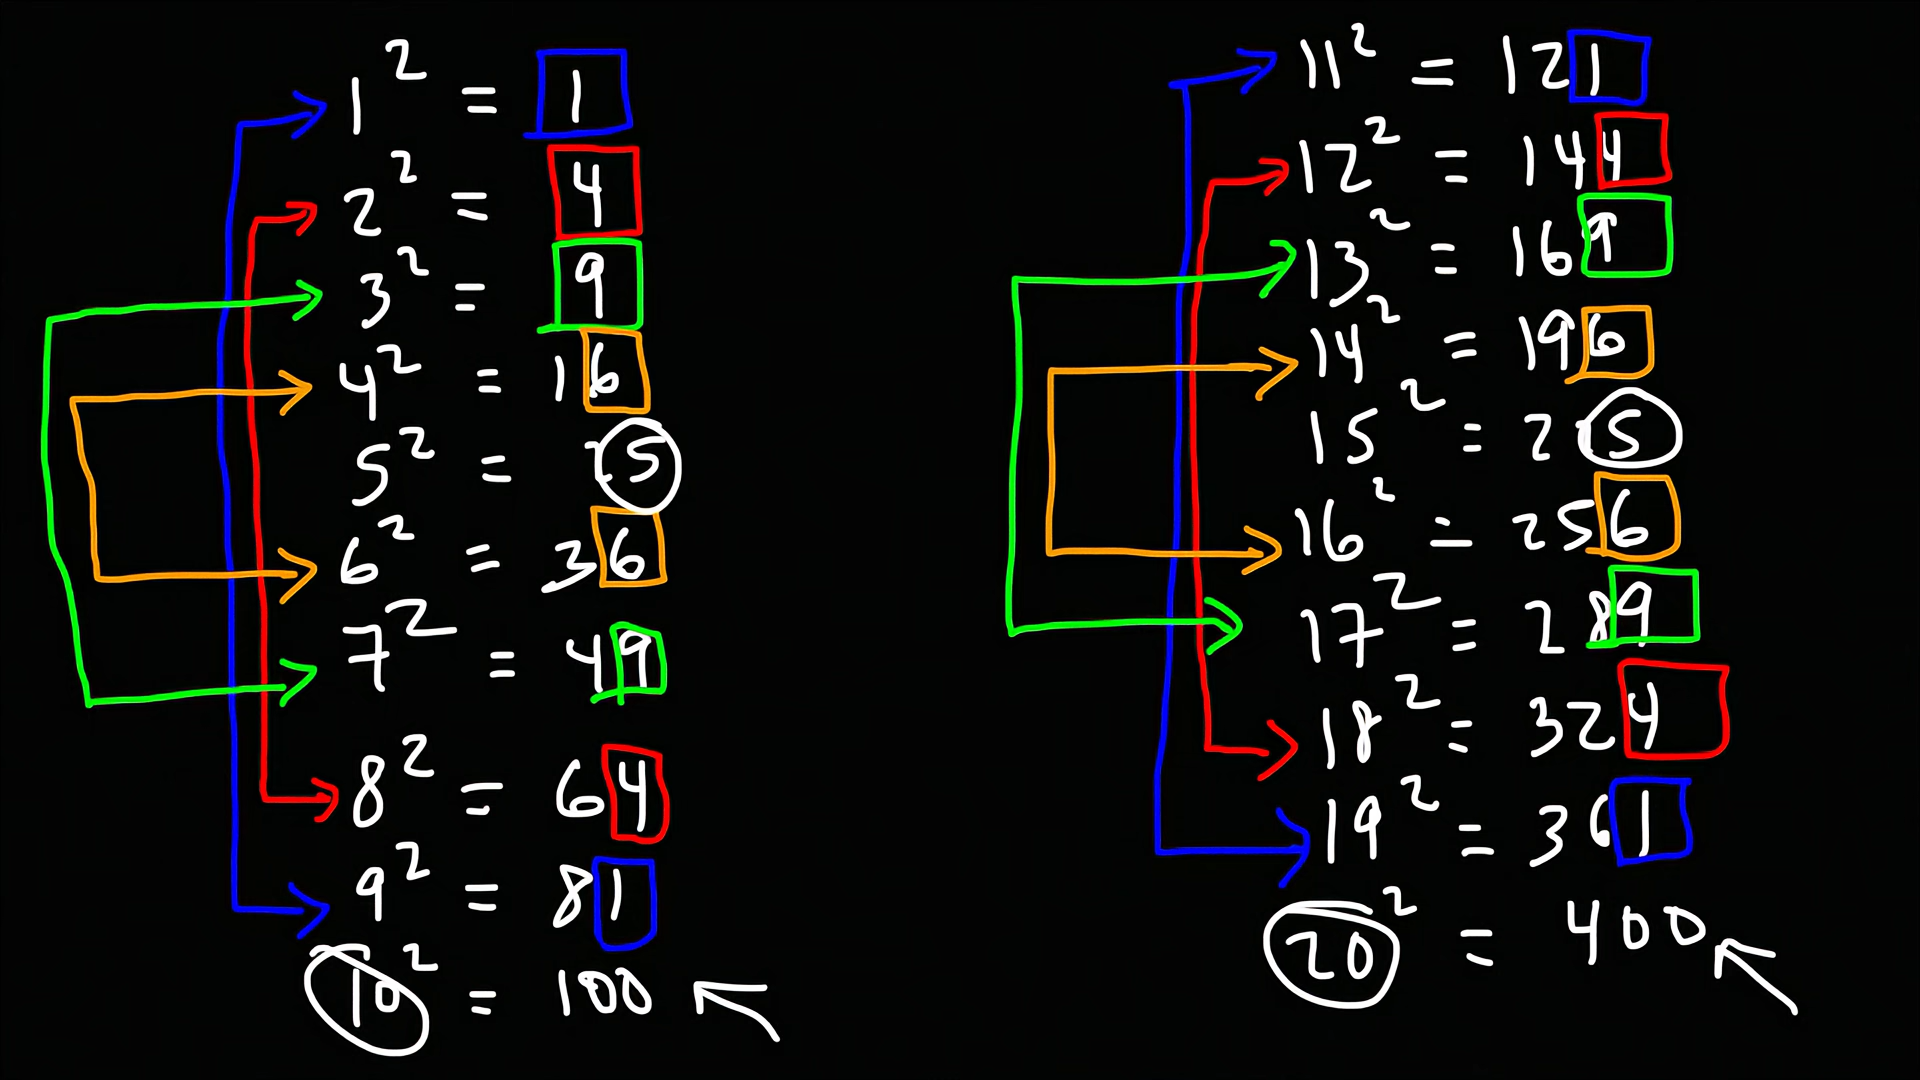 1² = 1
2² = 4
3² = 9
4² = 16
5² = 25
6² = 36
7² = 49
8² = 64
9² = 81
10² = 100
11² = 121
12² = 144
13² = 169
14² = 196
15² = 225
16² = 256
17² = 289
18² = 324
19² = 361
20² = 400